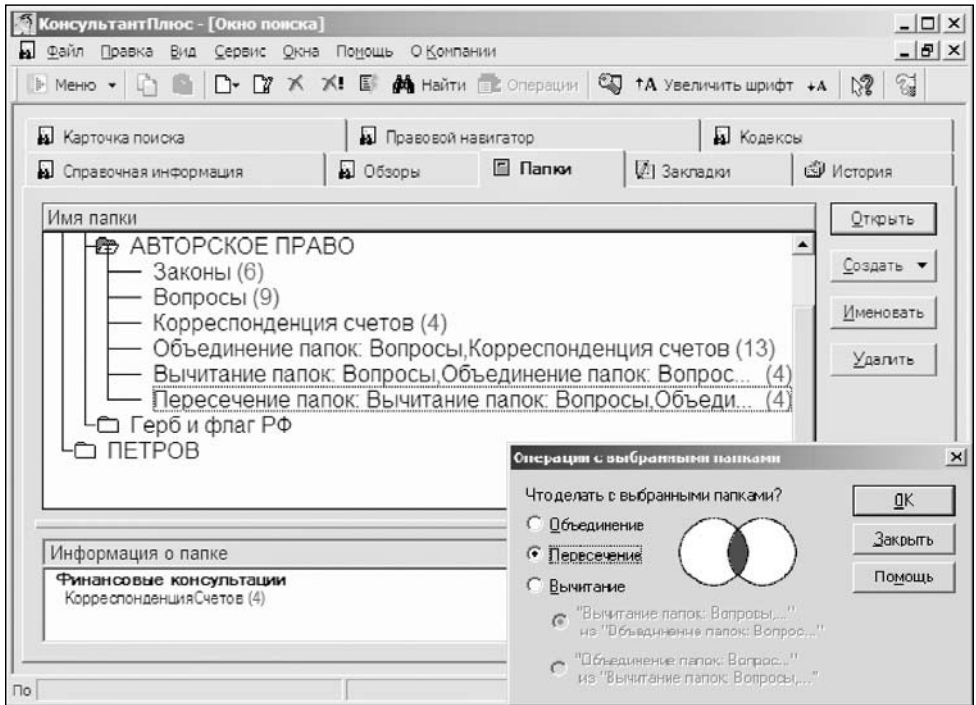 КонсультантПлюс - [Окно поиска]
Файл Правка Вид Сервис Окна Помощь О Компании
Меню Найти Операции ↑А Увеличить шрифт ↓А
Карточка поиска Правовой навигатор Кодексы
Справочная информация Обзоры Папки Закладки История
Имя папки
Открыть
АВТОРСКОЕ ПРАВО
Законы (6)
Создать
Вопросы (9)
Корреспонденция счетов (4)
Именовать
Объединение папок: Вопросы,Корреспонденция счетов (13)
Удалить
Вычитание папок: Вопросы,Объединение папок: Вопрос... (4)
Пересечение папок: Вычитание папок: Вопросы,Объеди... (4)
Герб и флаг РФ
ПЕТРОВ
Операции с выбранными папками
Что делать с выбранными папками?
ОК
Объединение
Закрыть
Пересечение
Помощь
Вычитание
"Вычитание папок: Вопросы,..."
из "Объединение папок: Вопрос..."
"Объединение папок: Вопрос..."
из "Вычитание папок: Вопросы,..."
Информация о папке
Финансовые консультации
КорреспонденцияСчетов (4)
По